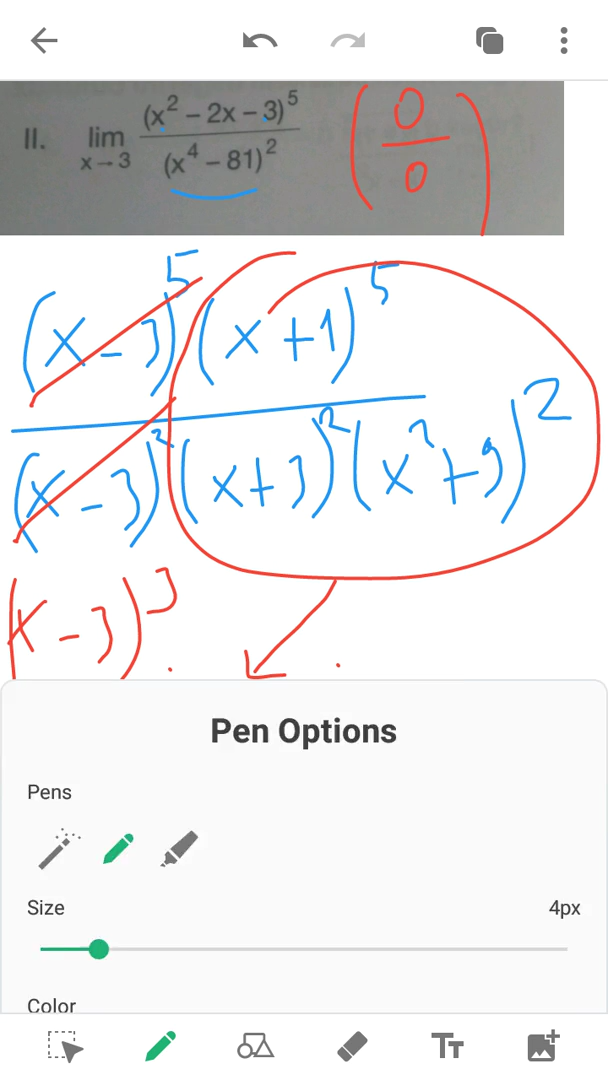 II. lim x→3 (x² − 2x − 3)⁵ / (x⁴ − 81)² (0/0)
(x − 3)⁵ (x + 1)⁵
(x − 3)² (x + 3)² (x² + 9)²
(x − 3)³
Pen Options
Pens
Size 4px
Color
Tт